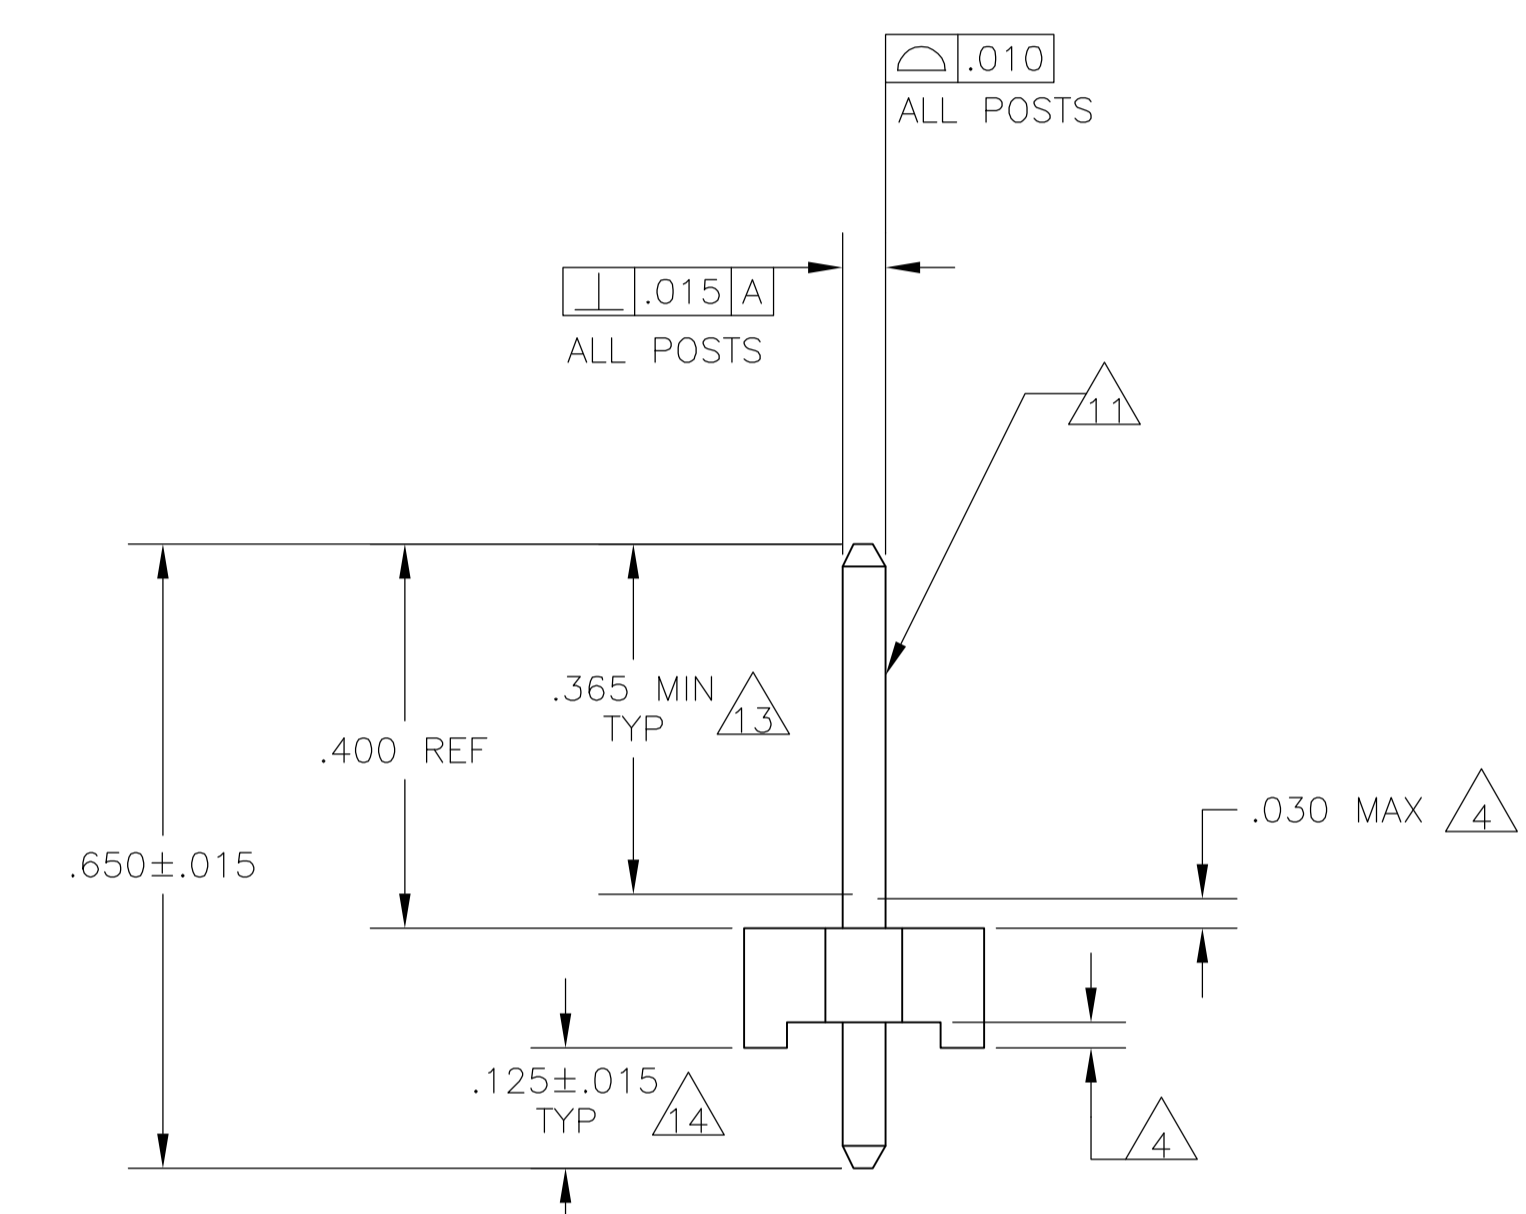 .010
ALL POSTS
.015 A
ALL POSTS
11
.365 MIN
TYP
13
.400 REF
.030 MAX
4
.650±.015
.125±.015
TYP
14
4